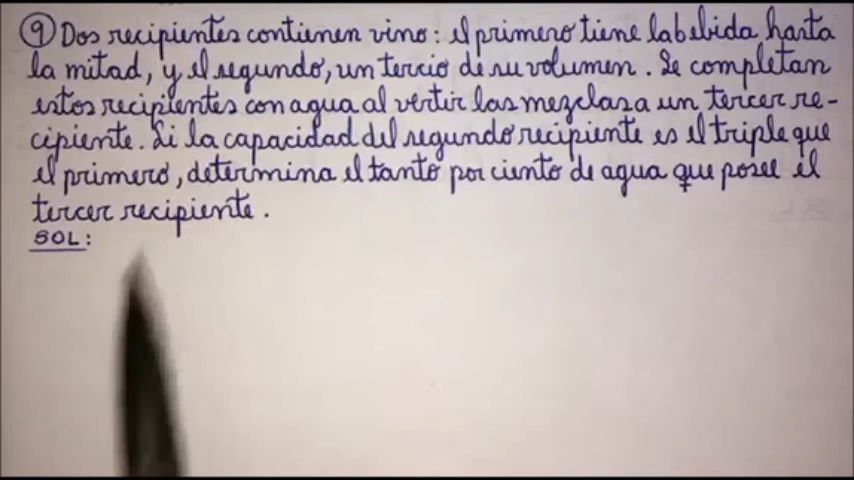 ⑨ Dos recipientes contienen vino: el primero tiene la bebida hasta
la mitad, y el segundo, un tercio de su volumen. Se completan
estos recipientes con agua al vertir las mezclas a un tercer re-
cipiente. Si la capacidad del segundo recipiente es el triple que
el primero, determina el tanto por ciento de agua que posee el
tercer recipiente.
SOL: